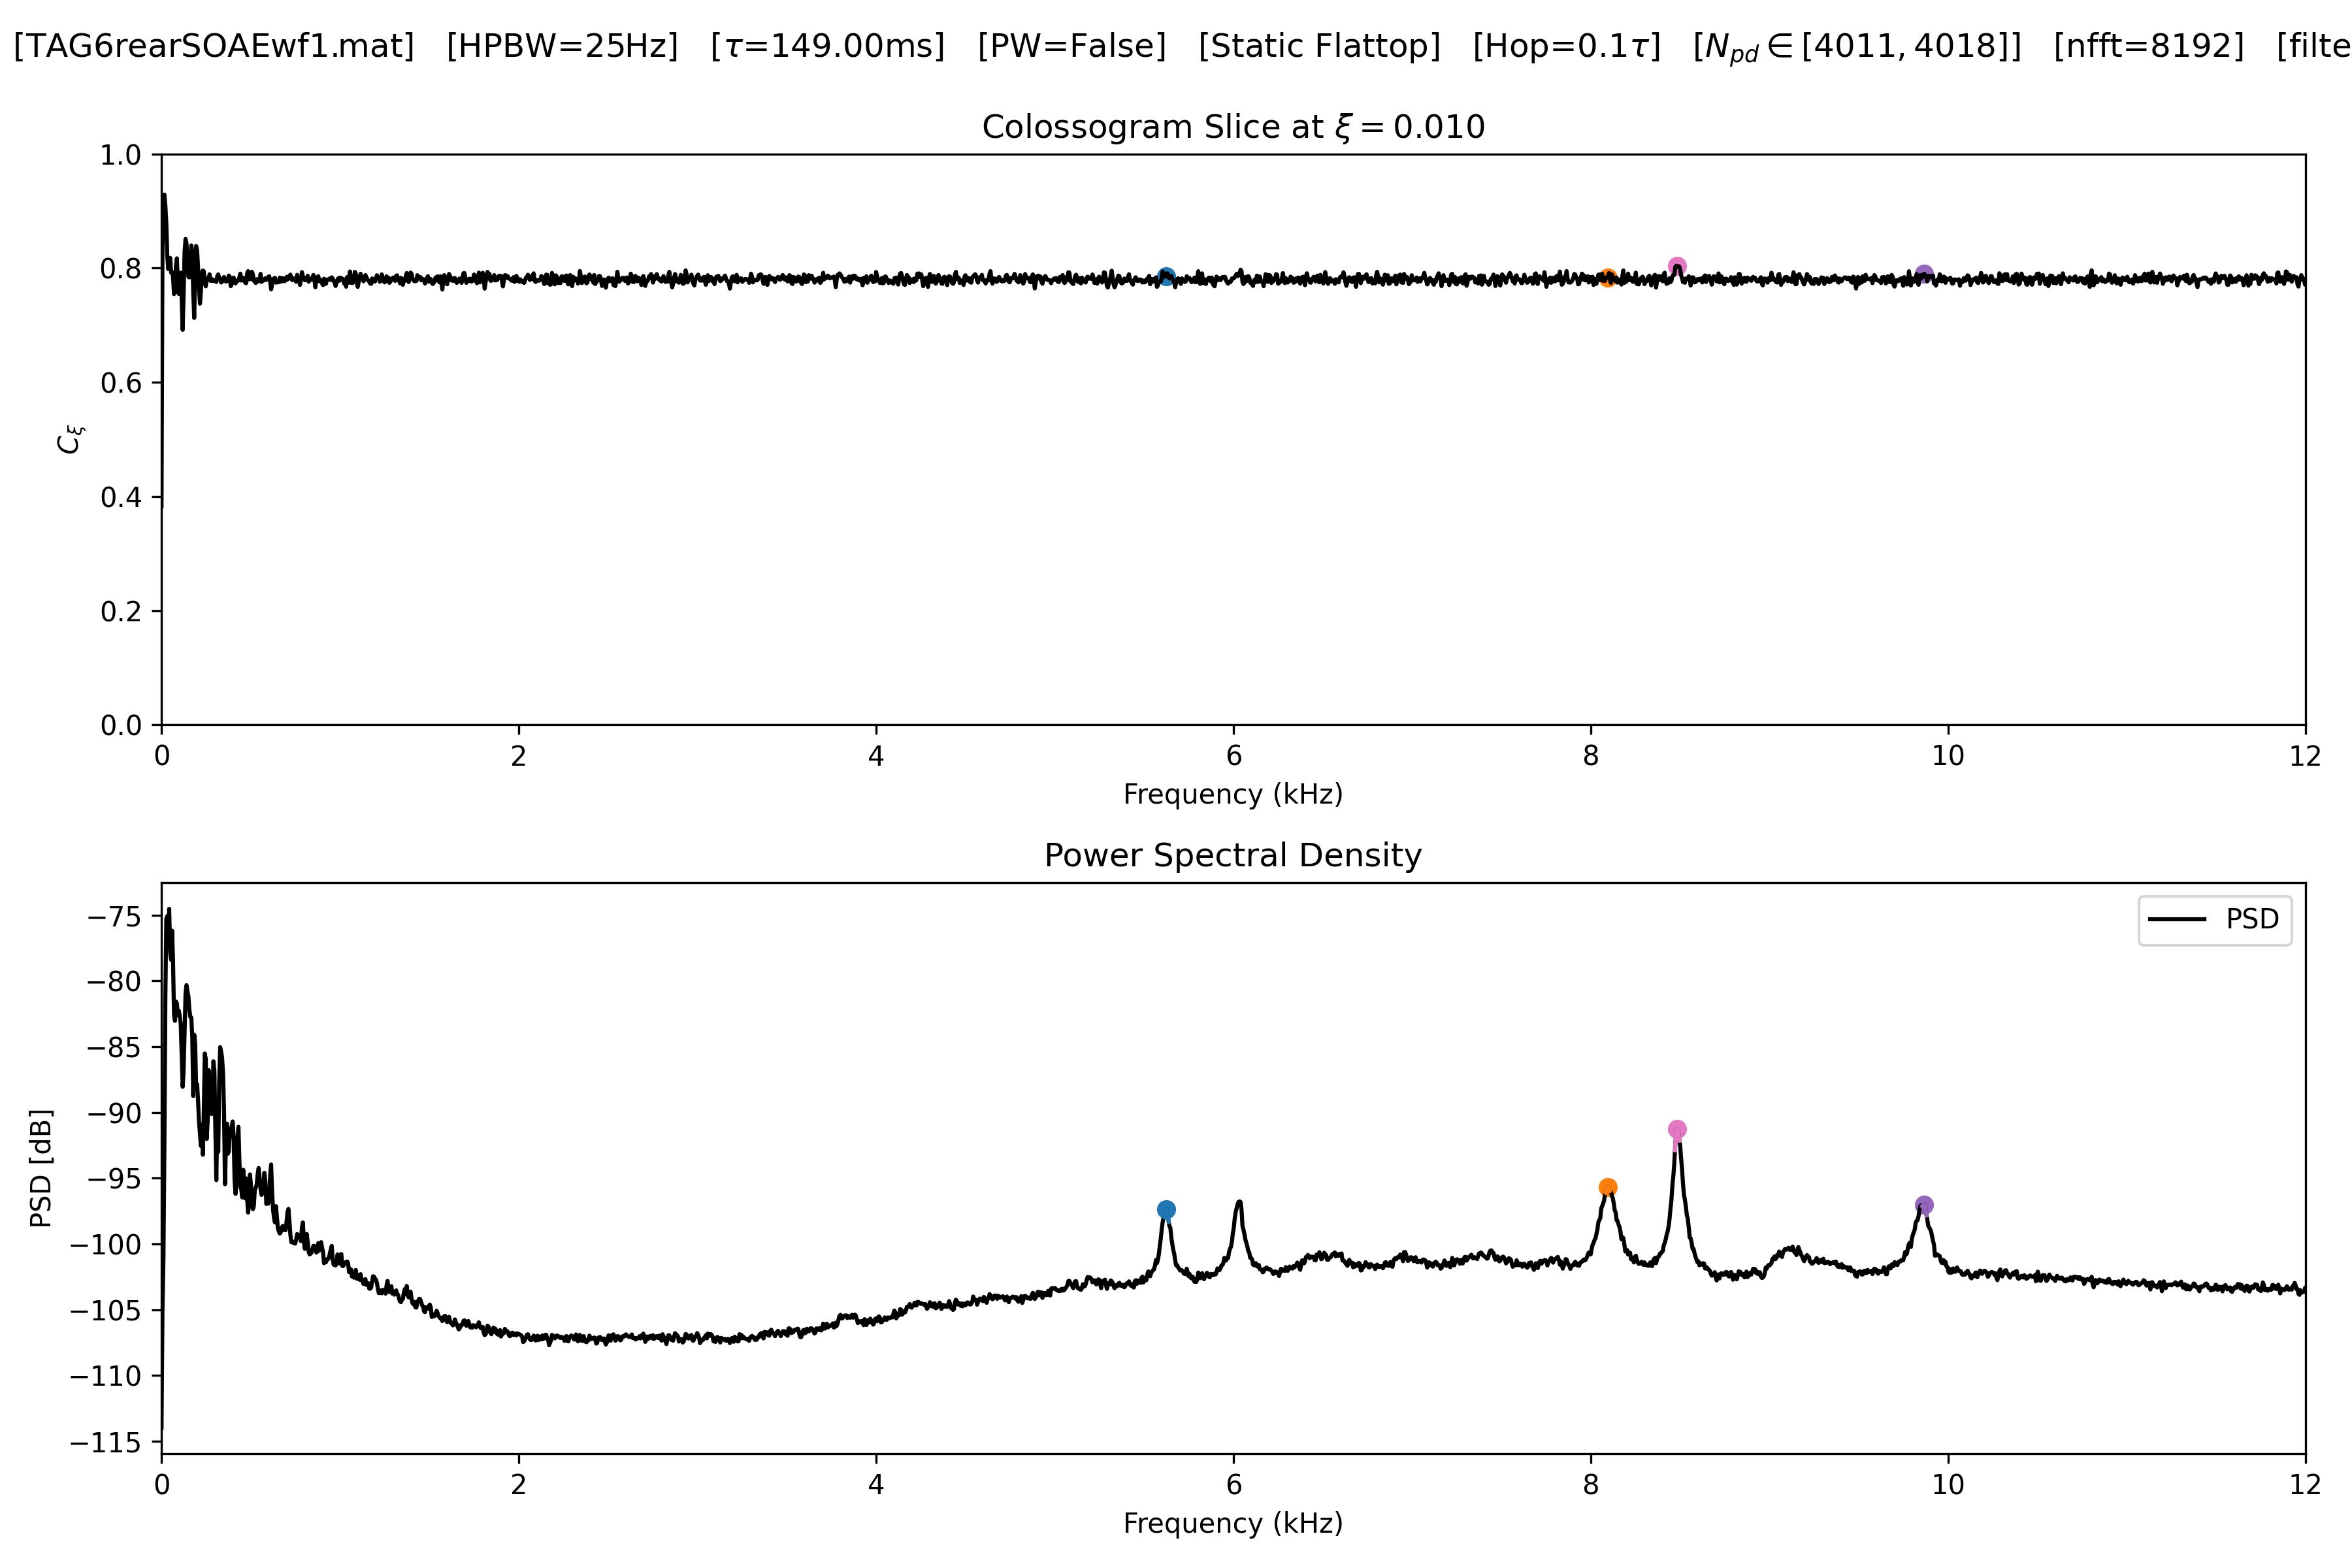 [TAG6rearSOAEwf1.mat] [HPBW=25Hz] [τ=149.00ms] [PW=False] [Static Flattop] [Hop=0.1τ] [N_pd ∈ [4011, 4018]] [nfft=8192] [filte
Colossogram Slice at ξ = 0.010
1.0
0.8
0.6
0.4
0.2
0.0
C_ξ
0 2 4 6 8 10 12
Frequency (kHz)
Power Spectral Density
PSD
−75
−80
−85
−90
−95
−100
−105
−110
−115
PSD [dB]
0 2 4 6 8 10 12
Frequency (kHz)